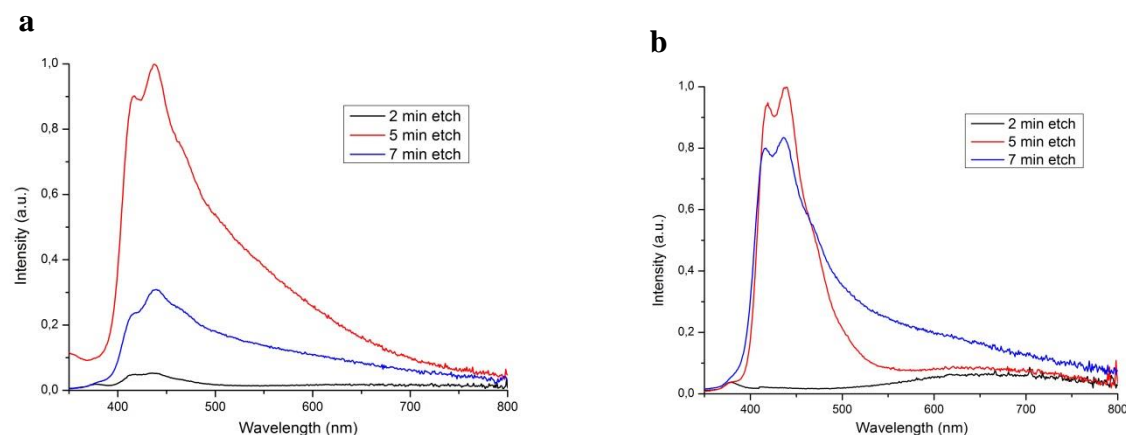 a
1,0
0,8
0,6
0,4
0,2
0,0
Intensity (a.u.)
2 min etch
5 min etch
7 min etch
400
500
600
700
800
Wavelength (nm)
b
1,0
0,8
0,6
0,4
0,2
0,0
Intensity (a.u.)
2 min etch
5 min etch
7 min etch
400
500
600
700
800
Wavelength (nm)